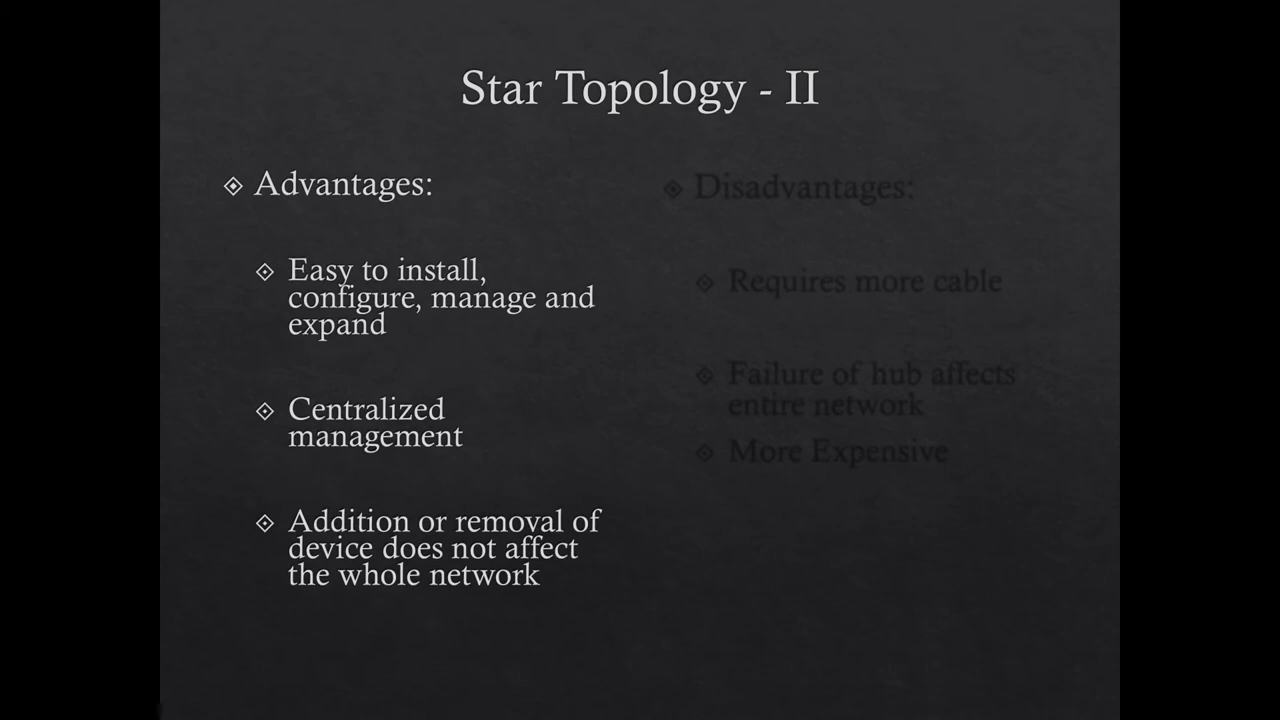 Star Topology - II
Advantages:
Easy to install,
configure, manage and
expand
Centralized
management
Addition or removal of
device does not affect
the whole network
Disadvantages:
Requires more cable
Failure of hub affects
entire network
More Expensive